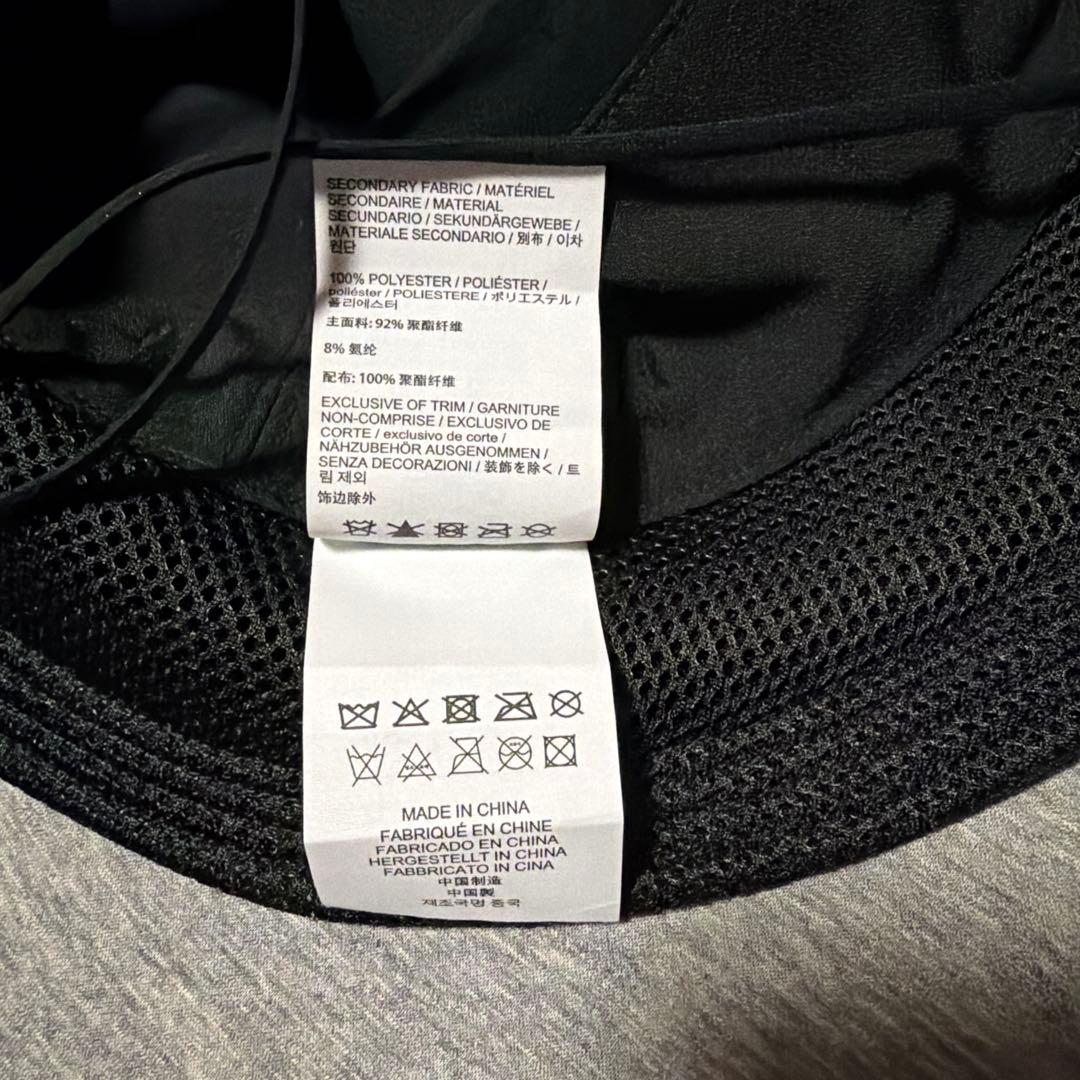 SECONDARY FABRIC / MATÉRIEL
SECONDAIRE / MATERIAL
SECUNDARIO / SEKUNDÄRGEWEBE /
MATERIALE SECONDARIO / 別布 / 이차
원단
100% POLYESTER / POLIÉSTER /
poliéster / POLIESTERE / ポリエステル /
폴리에스터
主面料: 92% 聚酯纤维
8% 氨纶
配布: 100% 聚酯纤维
EXCLUSIVE OF TRIM / GARNITURE
NON-COMPRISE / EXCLUSIVO DE
CORTE / exclusivo de corte /
NÄHZUBEHÖR AUSGENOMMEN /
SENZA DECORAZIONI / 装飾を除く / 트
림 제외
饰边除外
MADE IN CHINA
FABRIQUÉ EN CHINE
FABRICADO EN CHINA
HERGESTELLT IN CHINA
FABBRICATO IN CINA
中国制造
中国製
제조국명 중국